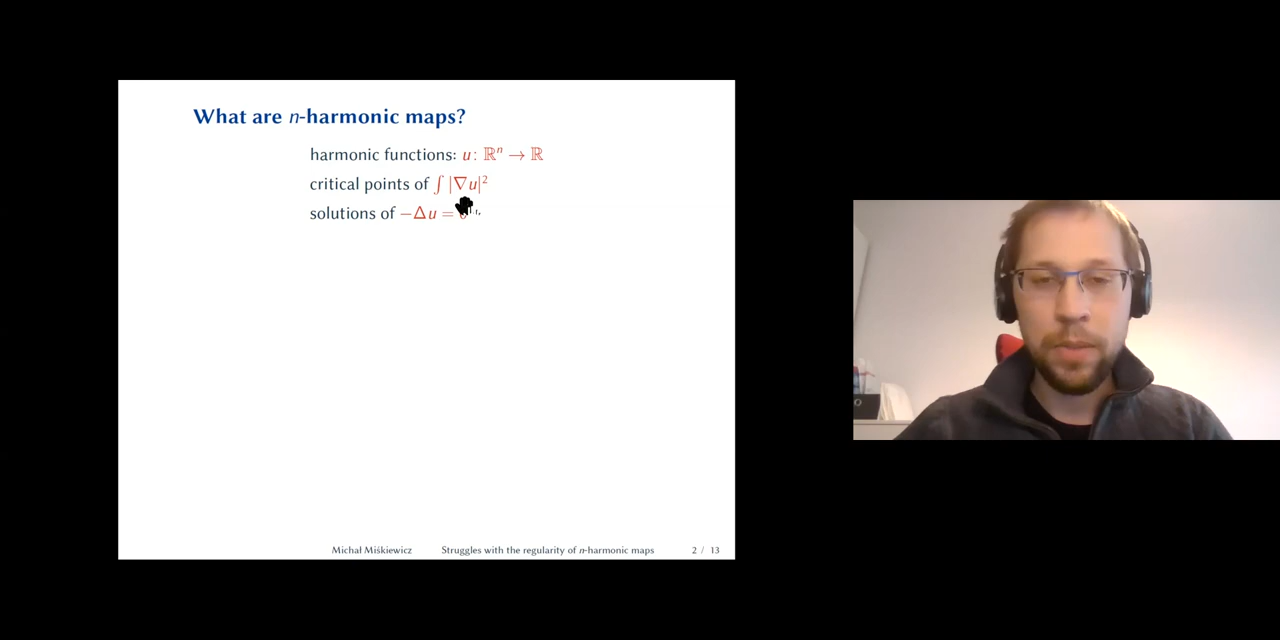 What are n-harmonic maps?
harmonic functions: u: ℝⁿ → ℝ
critical points of ∫ |∇u|²
solutions of −Δu =
Michał Miśkiewicz Struggles with the regularity of n-harmonic maps 2 / 13